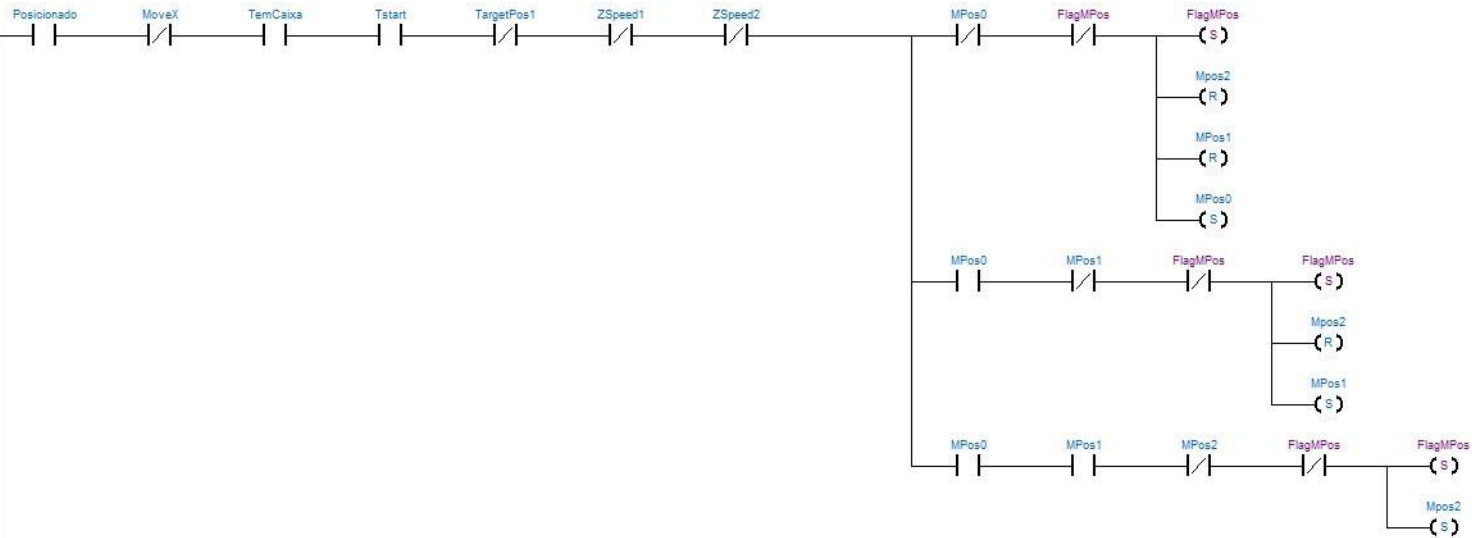 Posicionado MoveX TemCaixa Tstart TargetPos1 ZSpeed1 ZSpeed2 MPos0 FlagMPos FlagMPos
S
Mpos2
R
MPos1
R
MPos0
S
MPos0 MPos1 FlagMPos FlagMPos
S
Mpos2
R
MPos1
S
MPos0 MPos1 MPos2 FlagMPos FlagMPos
S
Mpos2
S